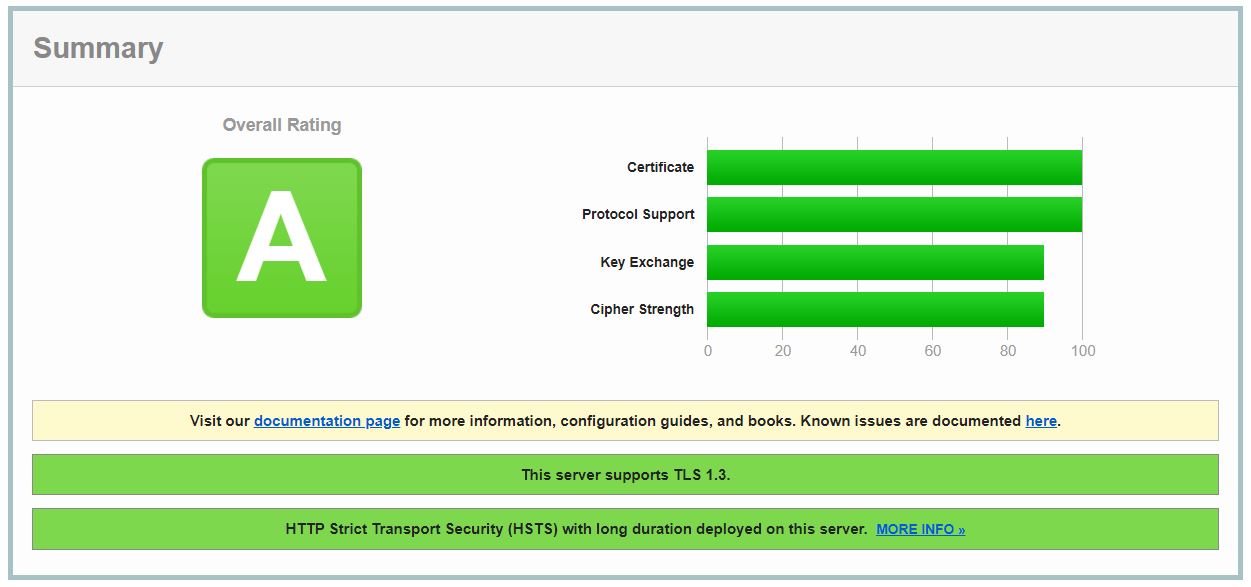 Summary
Overall Rating
A
Certificate
Protocol Support
Key Exchange
Cipher Strength
0 20 40 60 80 100
Visit our documentation page for more information, configuration guides, and books. Known issues are documented here.
This server supports TLS 1.3.
HTTP Strict Transport Security (HSTS) with long duration deployed on this server. MORE INFO »